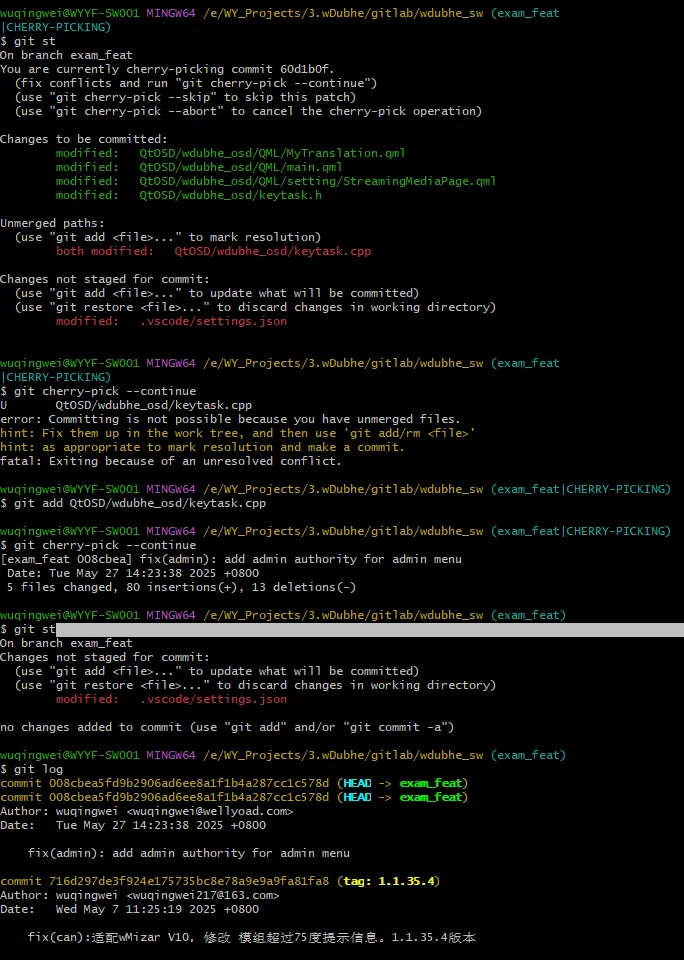 wuqingwei@WYYF-SW001 MINGW64 /e/WY_Projects/3.wDubhe/gitlab/wdubhe_sw (exam_feat
|CHERRY-PICKING)
$ git st
On branch exam_feat
You are currently cherry-picking commit 60d1b0f.
  (fix conflicts and run "git cherry-pick --continue")
  (use "git cherry-pick --skip" to skip this patch)
  (use "git cherry-pick --abort" to cancel the cherry-pick operation)

Changes to be committed:
        modified:   QtOSD/wdubhe_osd/QML/MyTranslation.qml
        modified:   QtOSD/wdubhe_osd/QML/main.qml
        modified:   QtOSD/wdubhe_osd/QML/setting/StreamingMediaPage.qml
        modified:   QtOSD/wdubhe_osd/keytask.h

Unmerged paths:
  (use "git add <file>..." to mark resolution)
        both modified:   QtOSD/wdubhe_osd/keytask.cpp

Changes not staged for commit:
  (use "git add <file>..." to update what will be committed)
  (use "git restore <file>..." to discard changes in working directory)
        modified:   .vscode/settings.json

wuqingwei@WYYF-SW001 MINGW64 /e/WY_Projects/3.wDubhe/gitlab/wdubhe_sw (exam_feat
|CHERRY-PICKING)
$ git cherry-pick --continue
U       QtOSD/wdubhe_osd/keytask.cpp
error: Committing is not possible because you have unmerged files.
hint: Fix them up in the work tree, and then use 'git add/rm <file>'
hint: as appropriate to mark resolution and make a commit.
fatal: Exiting because of an unresolved conflict.

wuqingwei@WYYF-SW001 MINGW64 /e/WY_Projects/3.wDubhe/gitlab/wdubhe_sw (exam_feat|CHERRY-PICKING)
$ git add QtOSD/wdubhe_osd/keytask.cpp

wuqingwei@WYYF-SW001 MINGW64 /e/WY_Projects/3.wDubhe/gitlab/wdubhe_sw (exam_feat|CHERRY-PICKING)
$ git cherry-pick --continue
[exam_feat 008cbea] fix(admin): add admin authority for admin menu
 Date: Tue May 27 14:23:38 2025 +0800
 5 files changed, 80 insertions(+), 13 deletions(-)

wuqingwei@WYYF-SW001 MINGW64 /e/WY_Projects/3.wDubhe/gitlab/wdubhe_sw (exam_feat)
$ git st
On branch exam_feat
Changes not staged for commit:
  (use "git add <file>..." to update what will be committed)
  (use "git restore <file>..." to discard changes in working directory)
        modified:   .vscode/settings.json

no changes added to commit (use "git add" and/or "git commit -a")

wuqingwei@WYYF-SW001 MINGW64 /e/WY_Projects/3.wDubhe/gitlab/wdubhe_sw (exam_feat)
$ git log
commit 008cbea5fd9b2906ad6ee8a1f1b4a287cc1c578d (HEAD -> exam_feat)
commit 008cbea5fd9b2906ad6ee8a1f1b4a287cc1c578d (HEAD -> exam_feat)
Author: wuqingwei <wuqingwei@wellyoad.com>
Date:   Tue May 27 14:23:38 2025 +0800

    fix(admin): add admin authority for admin menu

commit 716d297de3f924e175735bc8e78a9e9a9fa81fa8 (tag: 1.1.35.4)
Author: wuqingwei <wuqingwei217@163.com>
Date:   Wed May 7 11:25:19 2025 +0800

    fix(can):适配wMizar V10, 修改 模组超过75度提示信息。1.1.35.4版本